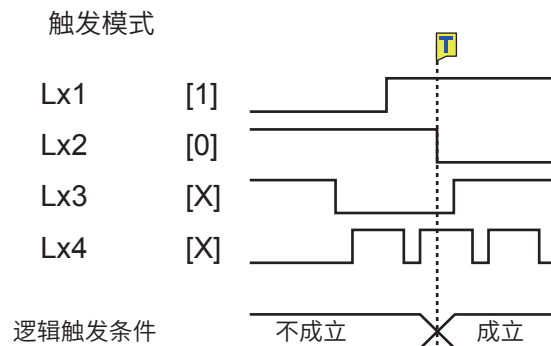 触发模式
T
Lx1 [1]
Lx2 [0]
Lx3 [X]
Lx4 [X]
逻辑触发条件 不成立 成立